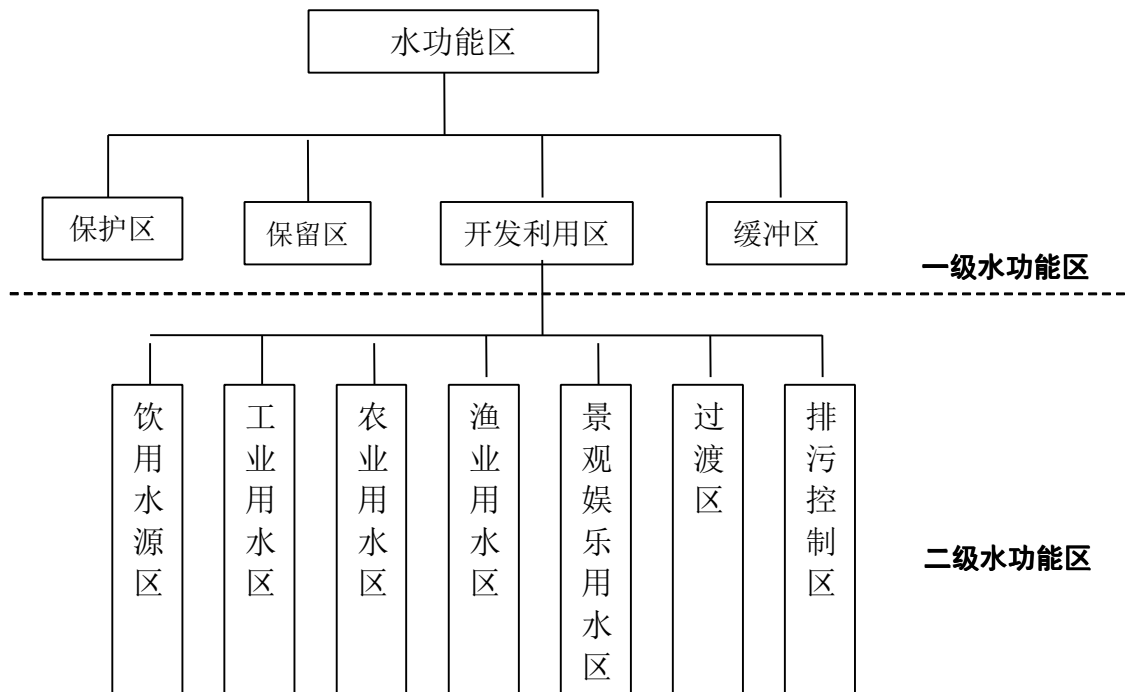 水功能区
保护区
保留区
开发利用区
缓冲区
一级水功能区
饮用水源区
工业用水区
农业用水区
渔业用水区
景观娱乐用水区
过渡区
排污控制区
二级水功能区